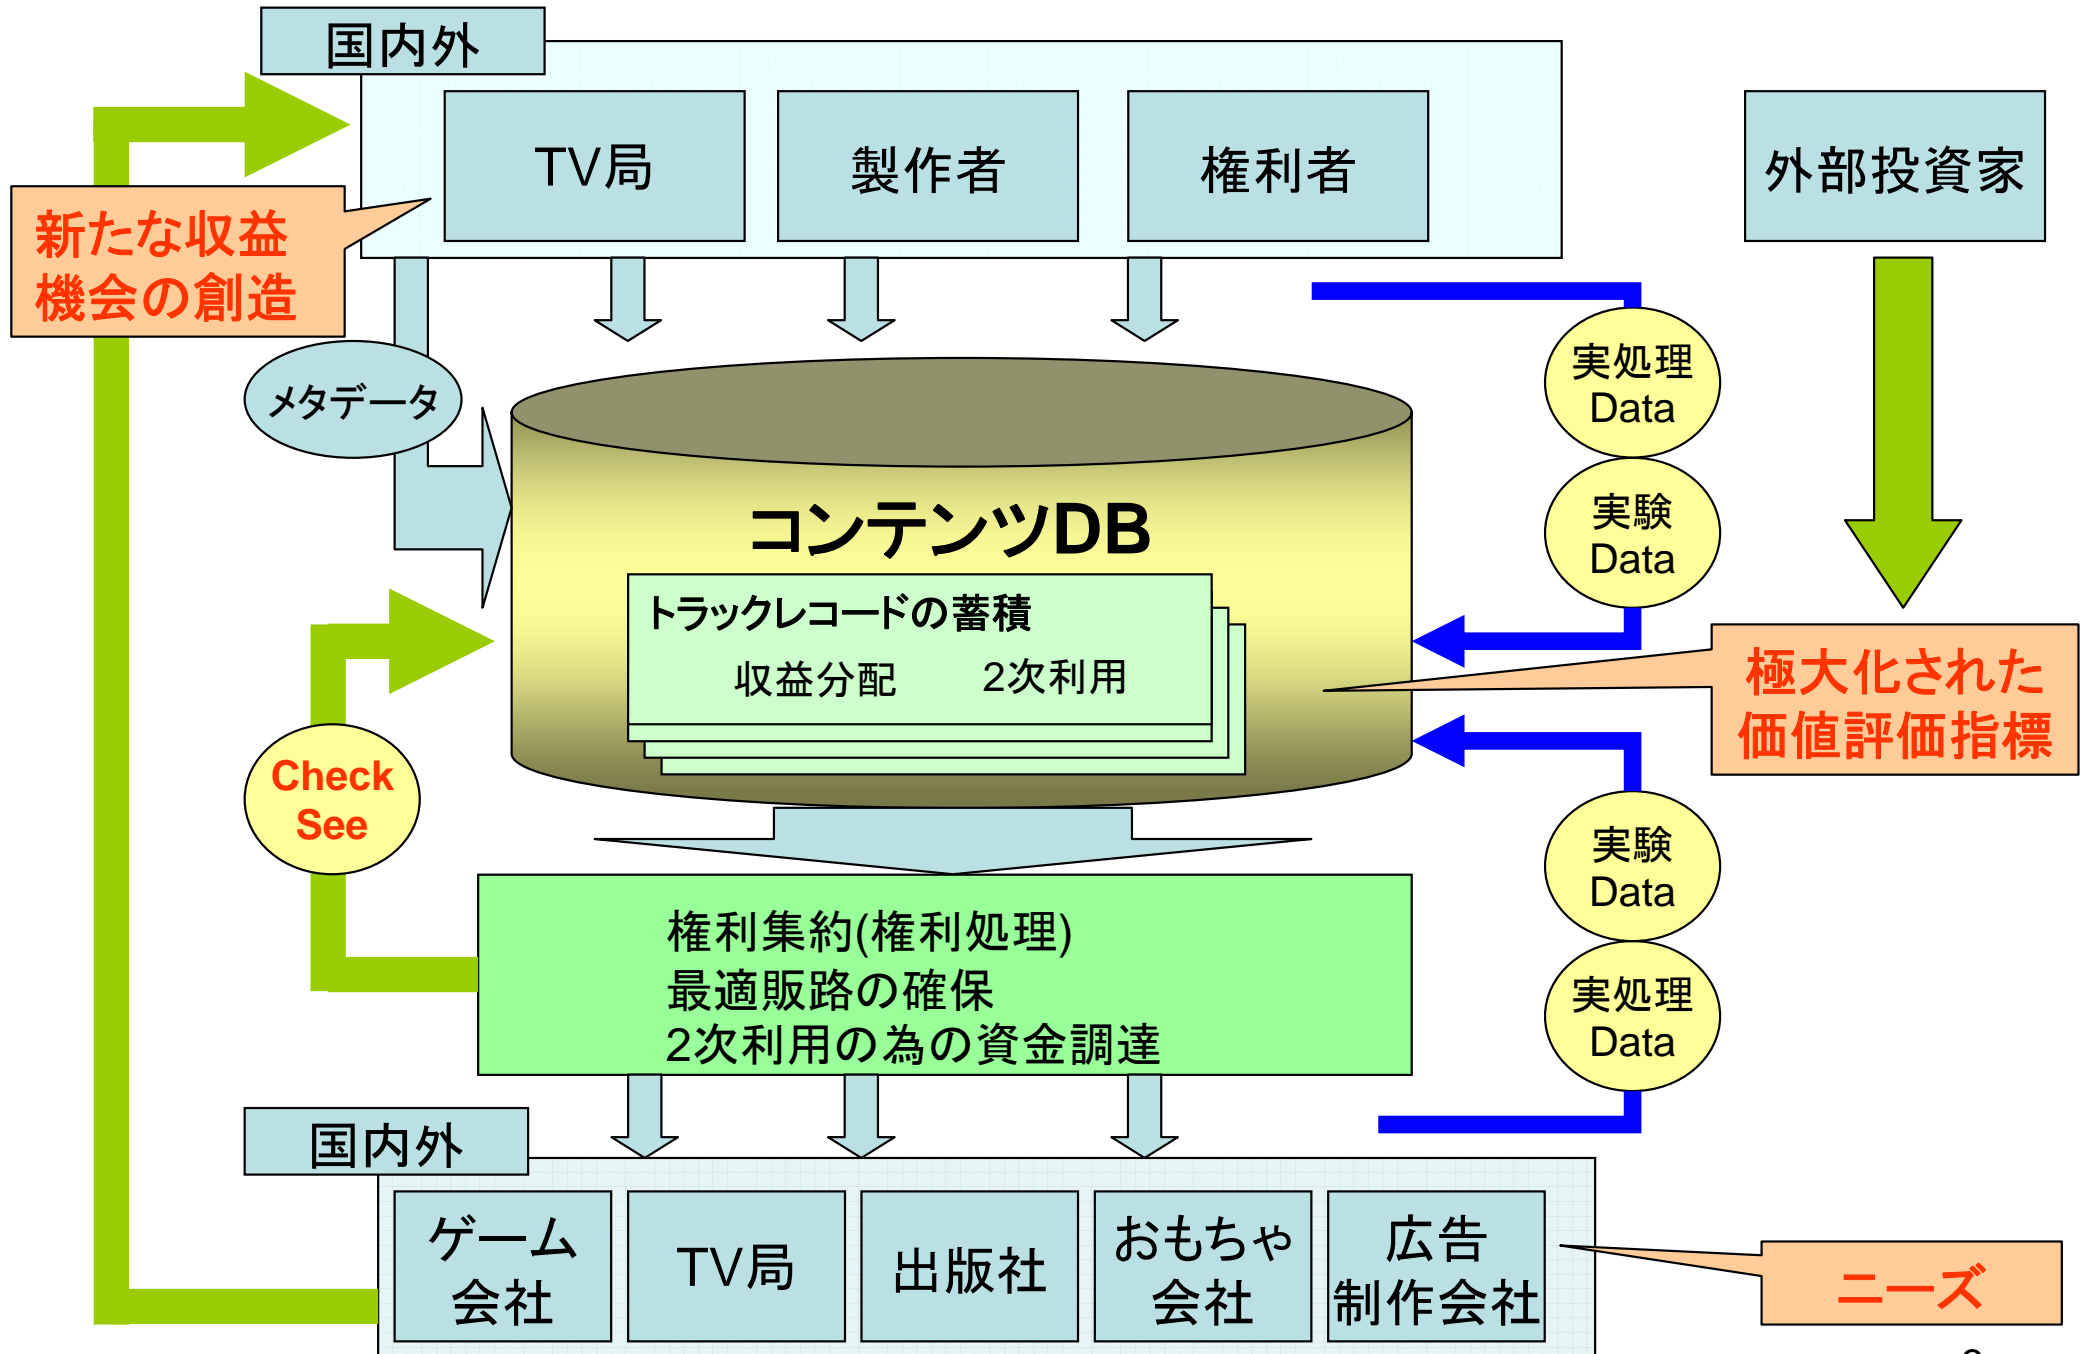 国内外
TV局
製作者
権利者
外部投資家
新たな収益
機会の創造
メタデータ
実処理
Data
実験
Data
コンテンツDB
トラックレコードの蓄積
収益分配 2次利用
極大化された
価値評価指標
Check
See
実験
Data
実処理
Data
権利集約(権利処理)
最適販路の確保
2次利用の為の資金調達
国内外
ゲーム
会社
TV局
出版社
おもちゃ
会社
広告
制作会社
ニーズ